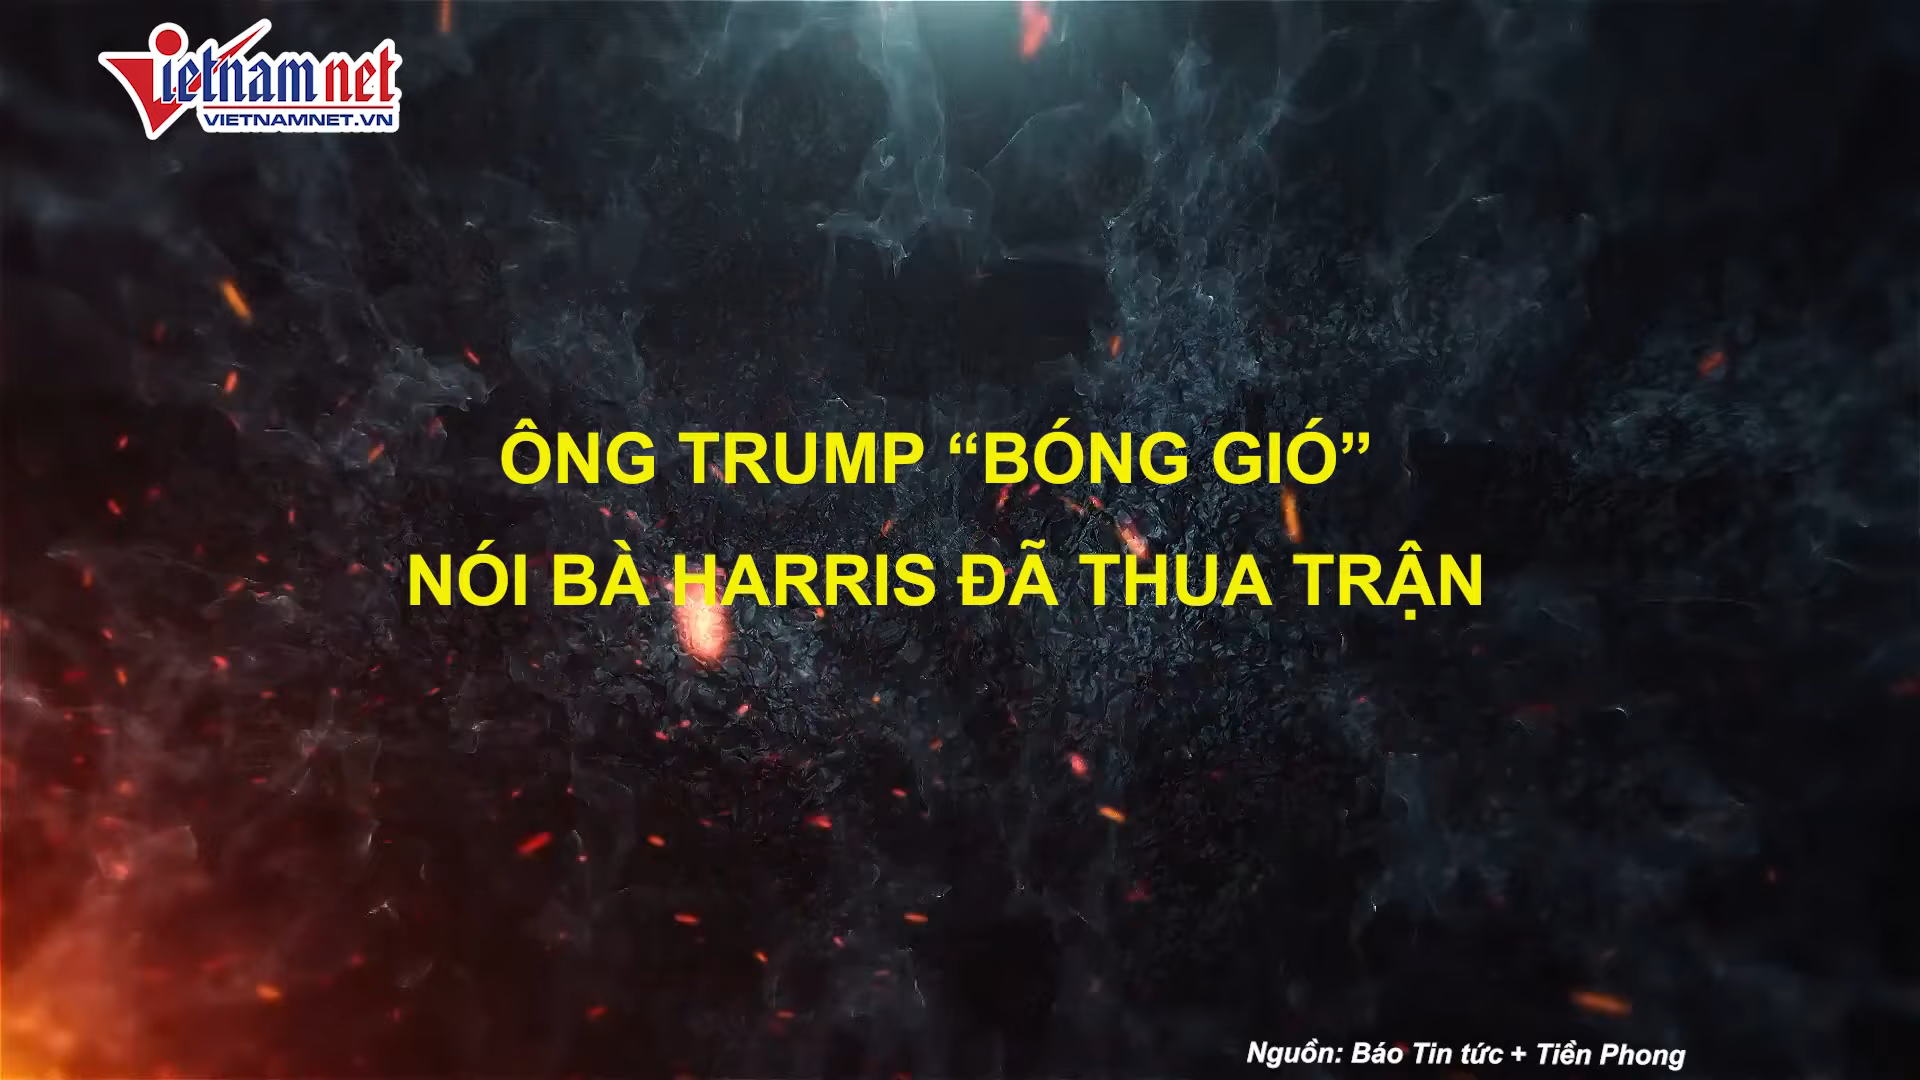 Vietnamnet
VIETNAMNET.VN
ÔNG TRUMP “BÓNG GIÓ”
NÓI BÀ HARRIS ĐÃ THUA TRẬN
Nguồn: Báo Tin tức + Tiền Phong